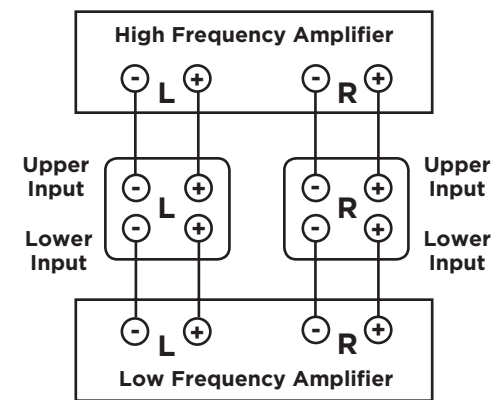 High Frequency Amplifier
- L + - R +
Upper Input
- L +
- R +
Upper Input
Lower Input
- +
- +
Lower Input
- L + - R +
Low Frequency Amplifier